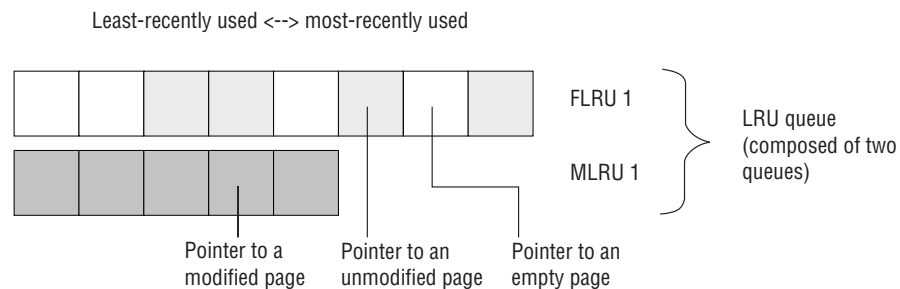 Least-recently used <--> most-recently used
FLRU 1
MLRU 1
LRU queue
(composed of two
queues)
Pointer to a
modified page
Pointer to an
unmodified page
Pointer to an
empty page